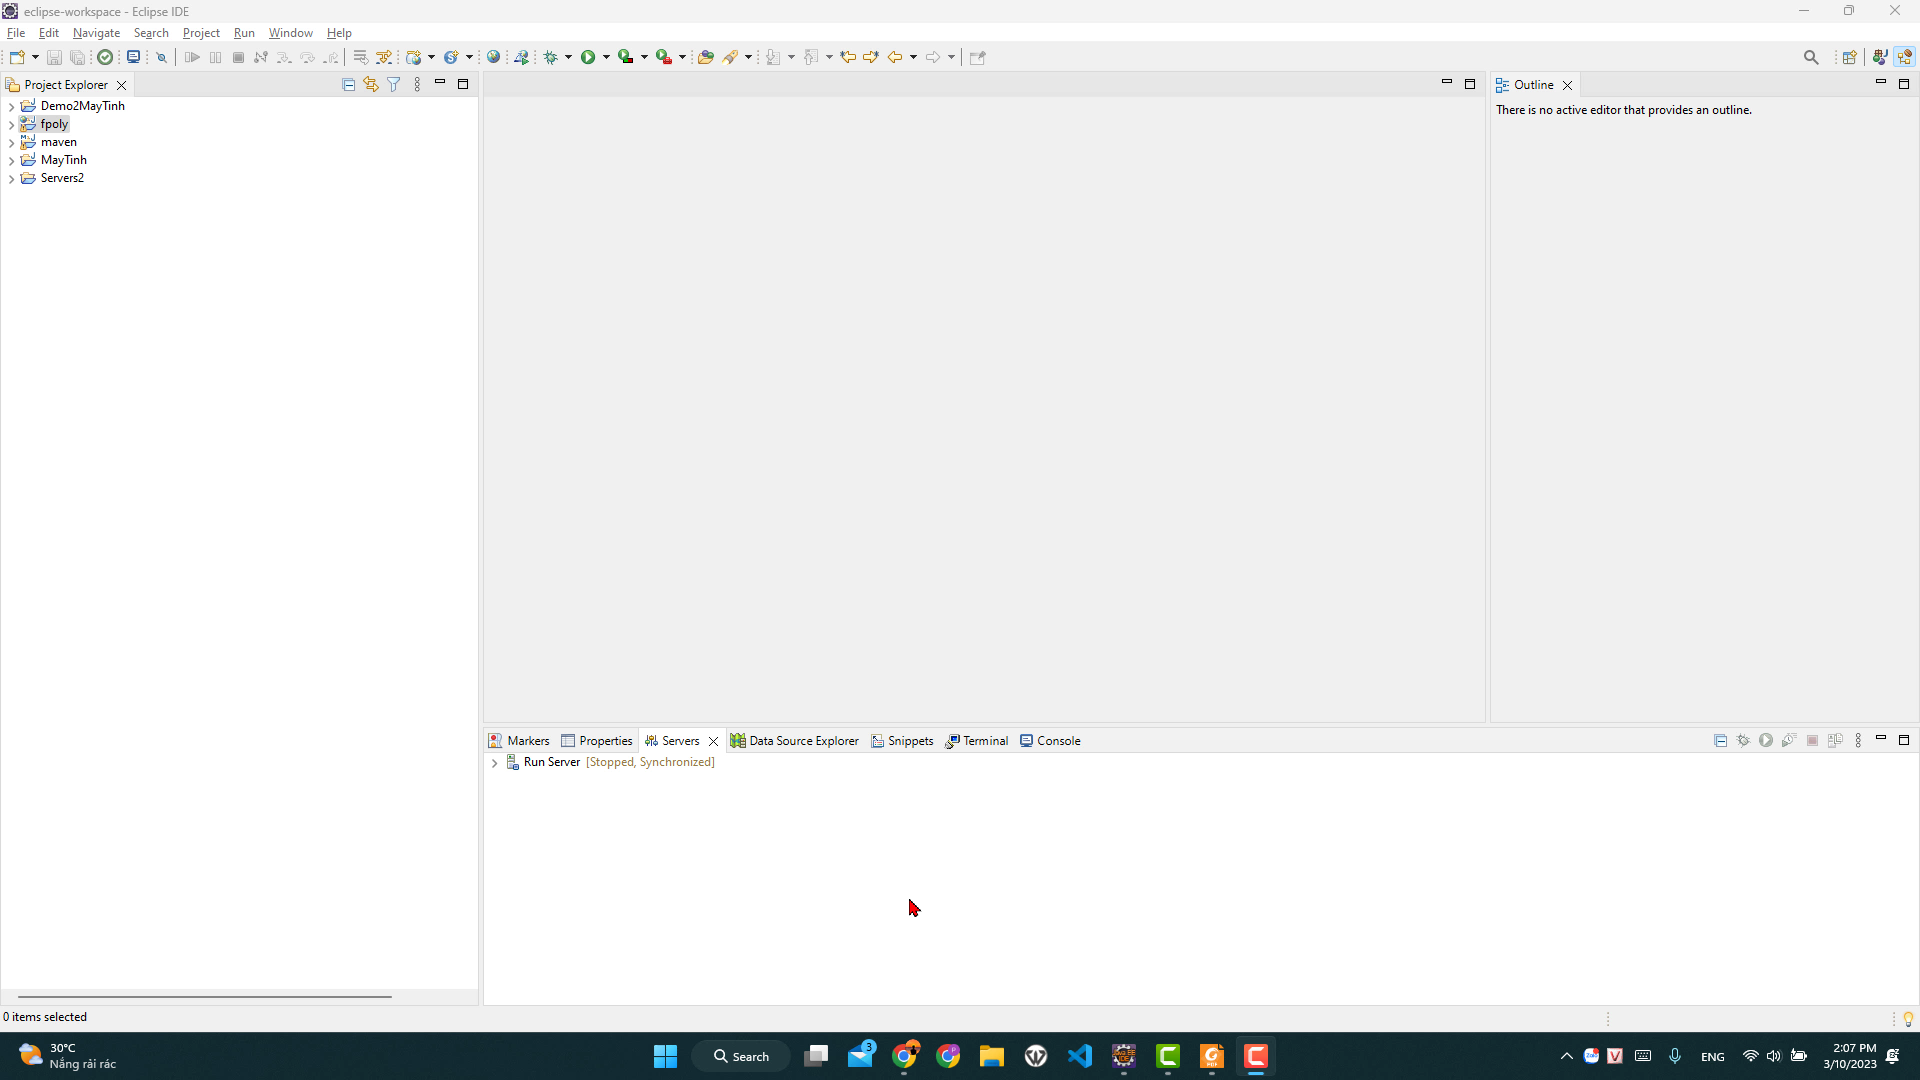 eclipse-workspace - Eclipse IDE
File Edit Navigate Search Project Run Window Help
Project Explorer
Demo2MayTinh
fpoly
maven
MayTinh
Servers2
Outline
There is no active editor that provides an outline.
Markers Properties Servers Data Source Explorer Snippets Terminal Console
Run Server [Stopped, Synchronized]
0 items selected
30°C
Nắng rải rác
Search
3
ENG
2:07 PM
3/10/2023